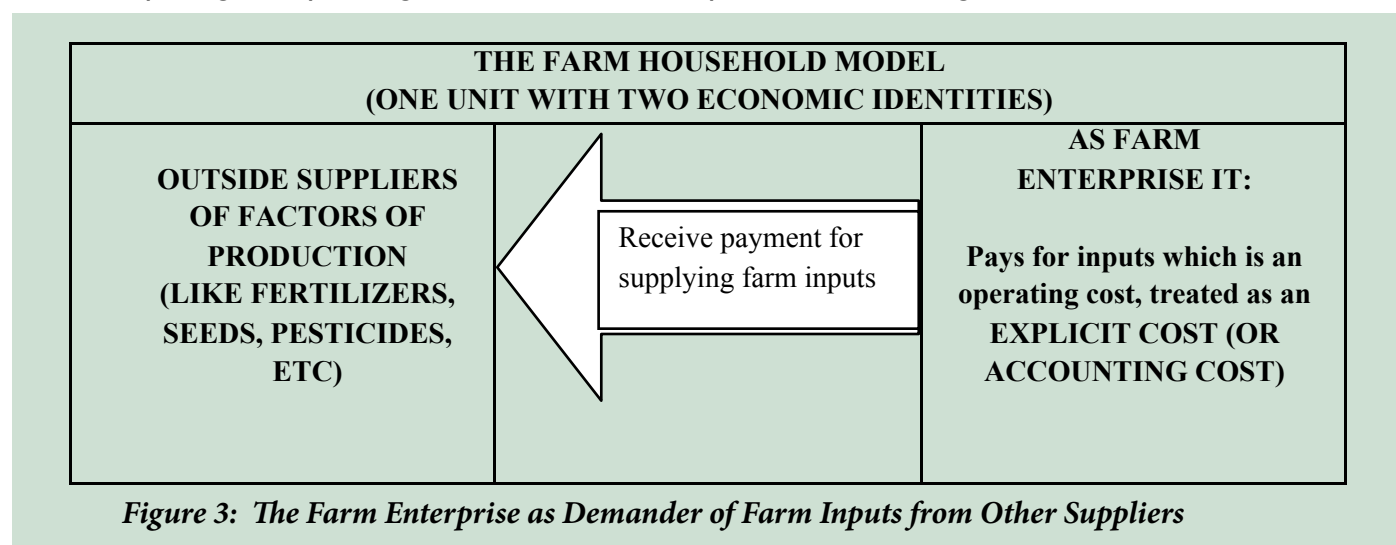 THE FARM HOUSEHOLD MODEL
(ONE UNIT WITH TWO ECONOMIC IDENTITIES)
OUTSIDE SUPPLIERS
OF FACTORS OF
PRODUCTION
(LIKE FERTILIZERS,
SEEDS, PESTICIDES,
ETC)
Receive payment for
supplying farm inputs
AS FARM
ENTERPRISE IT:
Pays for inputs which is an
operating cost, treated as an
EXPLICIT COST (OR
ACCOUNTING COST)
Figure 3: The Farm Enterprise as Demander of Farm Inputs from Other Suppliers